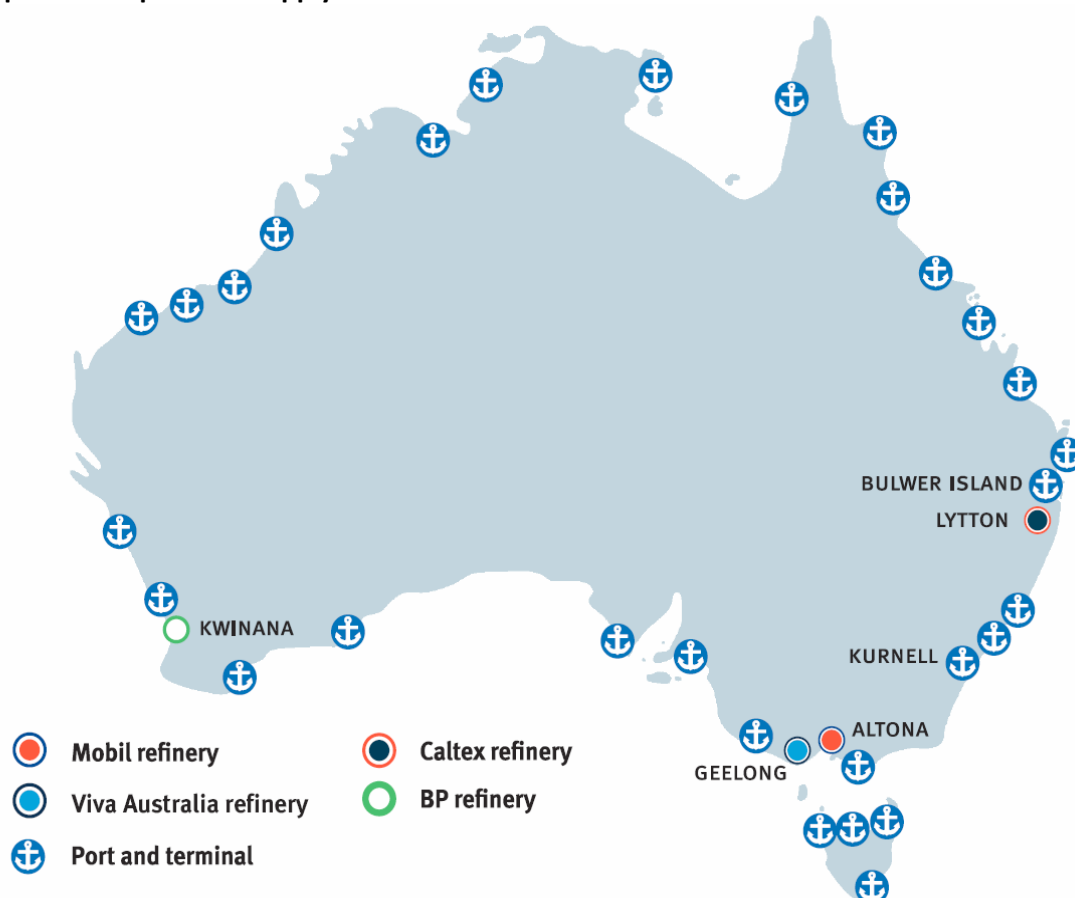 BULWER ISLAND
LYTTON
KWINANA
KURNELL
ALTONA
GEELONG
Mobil refinery
Caltex refinery
Viva Australia refinery
BP refinery
Port and terminal